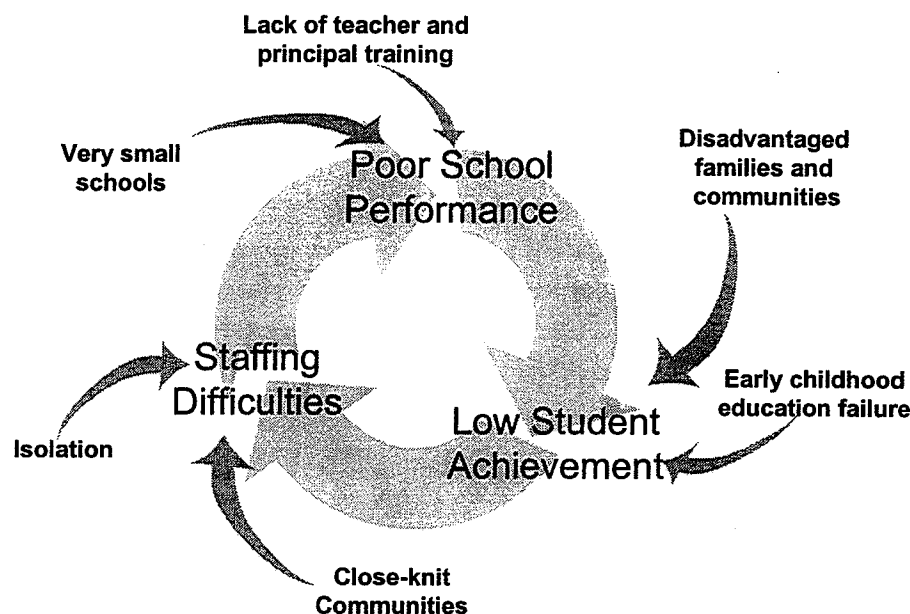 Lack of teacher and
principal training
Very small
schools
Poor School
Performance
Disadvantaged
families and
communities
Staffing
Difficulties
Isolation
Low Student
Achievement
Early childhood
education failure
Close-knit
Communities